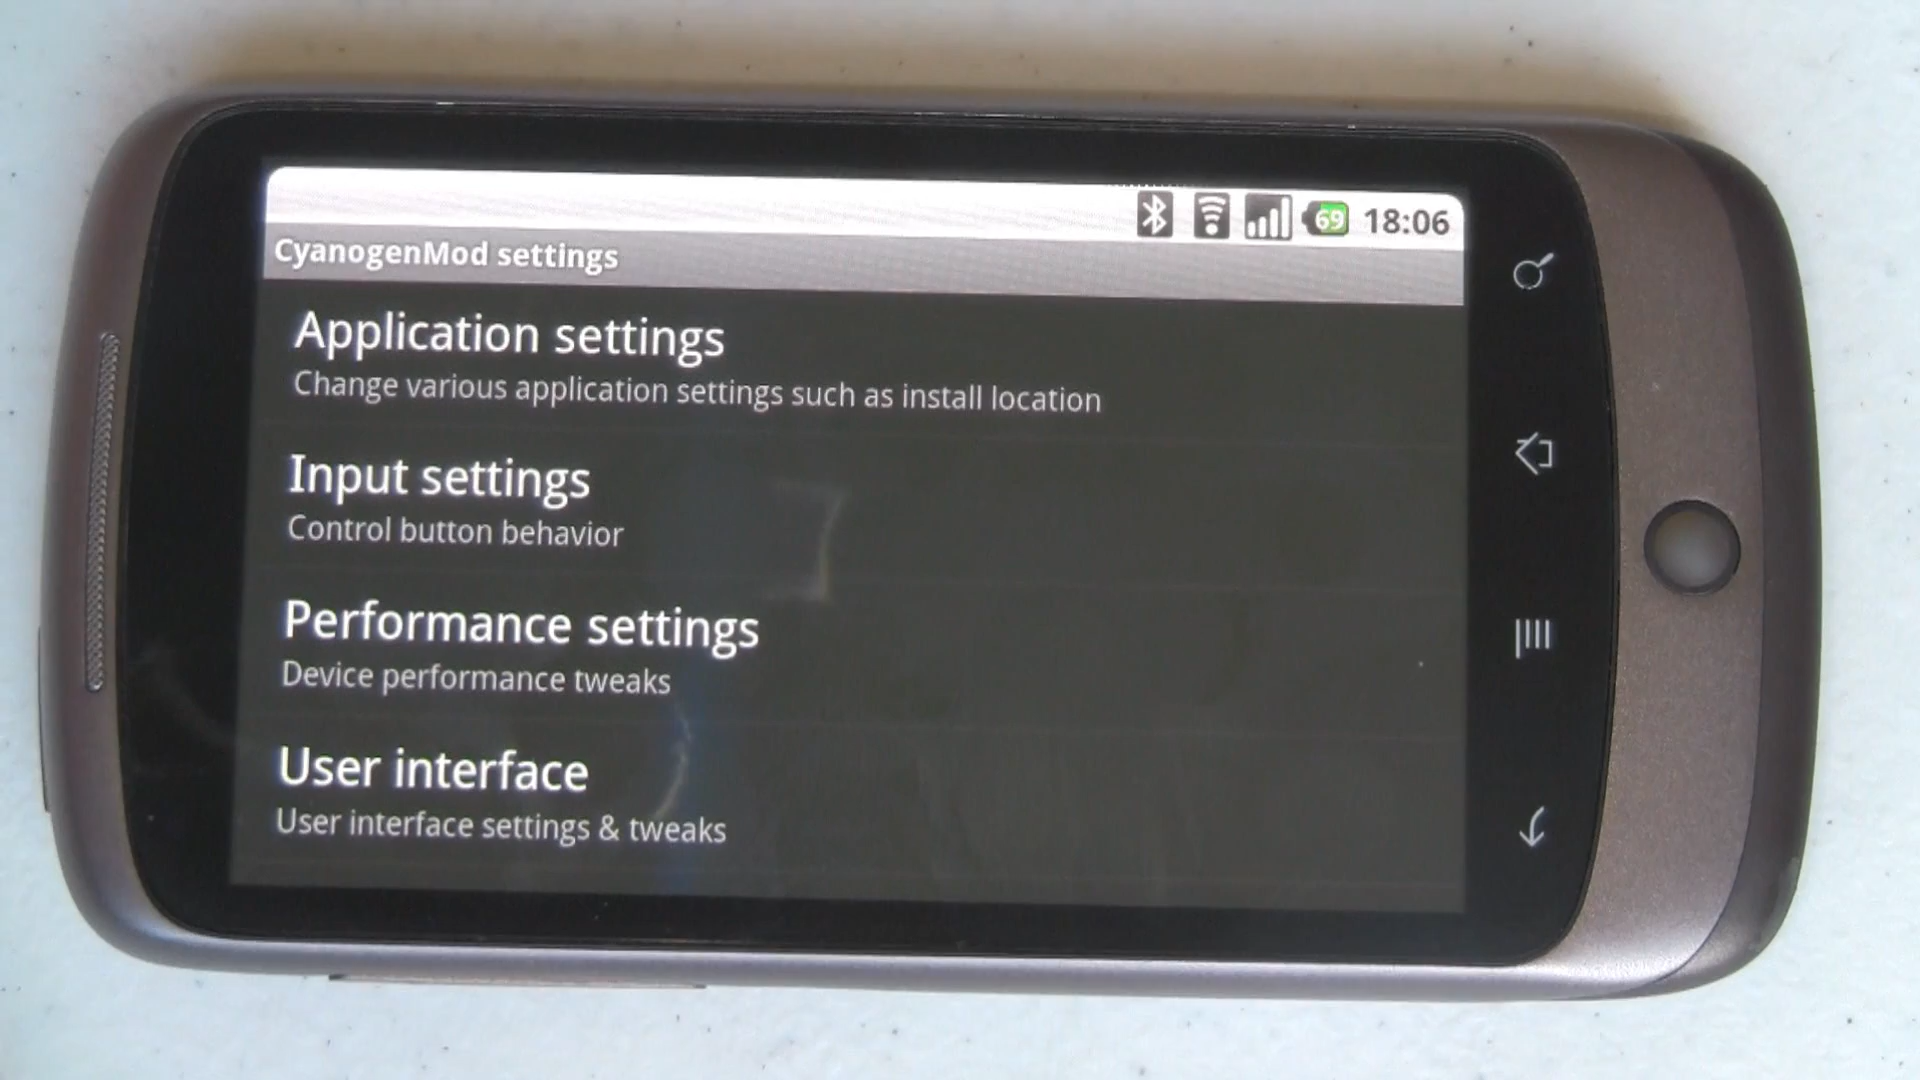 69 18:06
CyanogenMod settings
Application settings
Change various application settings such as install location
Input settings
Control button behavior
Performance settings
Device performance tweaks
User interface
User interface settings & tweaks